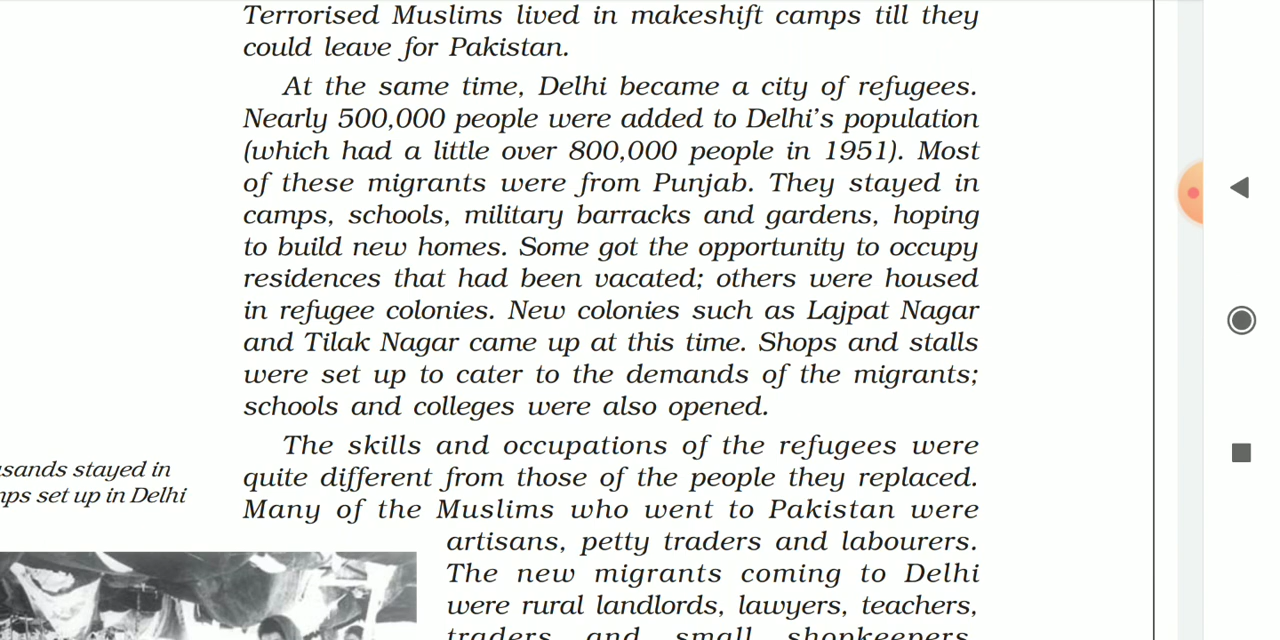 Terrorised Muslims lived in makeshift camps till they
could leave for Pakistan.
At the same time, Delhi became a city of refugees.
Nearly 500,000 people were added to Delhi's population
(which had a little over 800,000 people in 1951). Most
of these migrants were from Punjab. They stayed in
camps, schools, military barracks and gardens, hoping
to build new homes. Some got the opportunity to occupy
residences that had been vacated; others were housed
in refugee colonies. New colonies such as Lajpat Nagar
and Tilak Nagar came up at this time. Shops and stalls
were set up to cater to the demands of the migrants;
schools and colleges were also opened.
The skills and occupations of the refugees were
quite different from those of the people they replaced.
Many of the Muslims who went to Pakistan were
artisans, petty traders and labourers.
The new migrants coming to Delhi
were rural landlords, lawyers, teachers,
traders and small shopkeepers.
stayed in
set up in Delhi